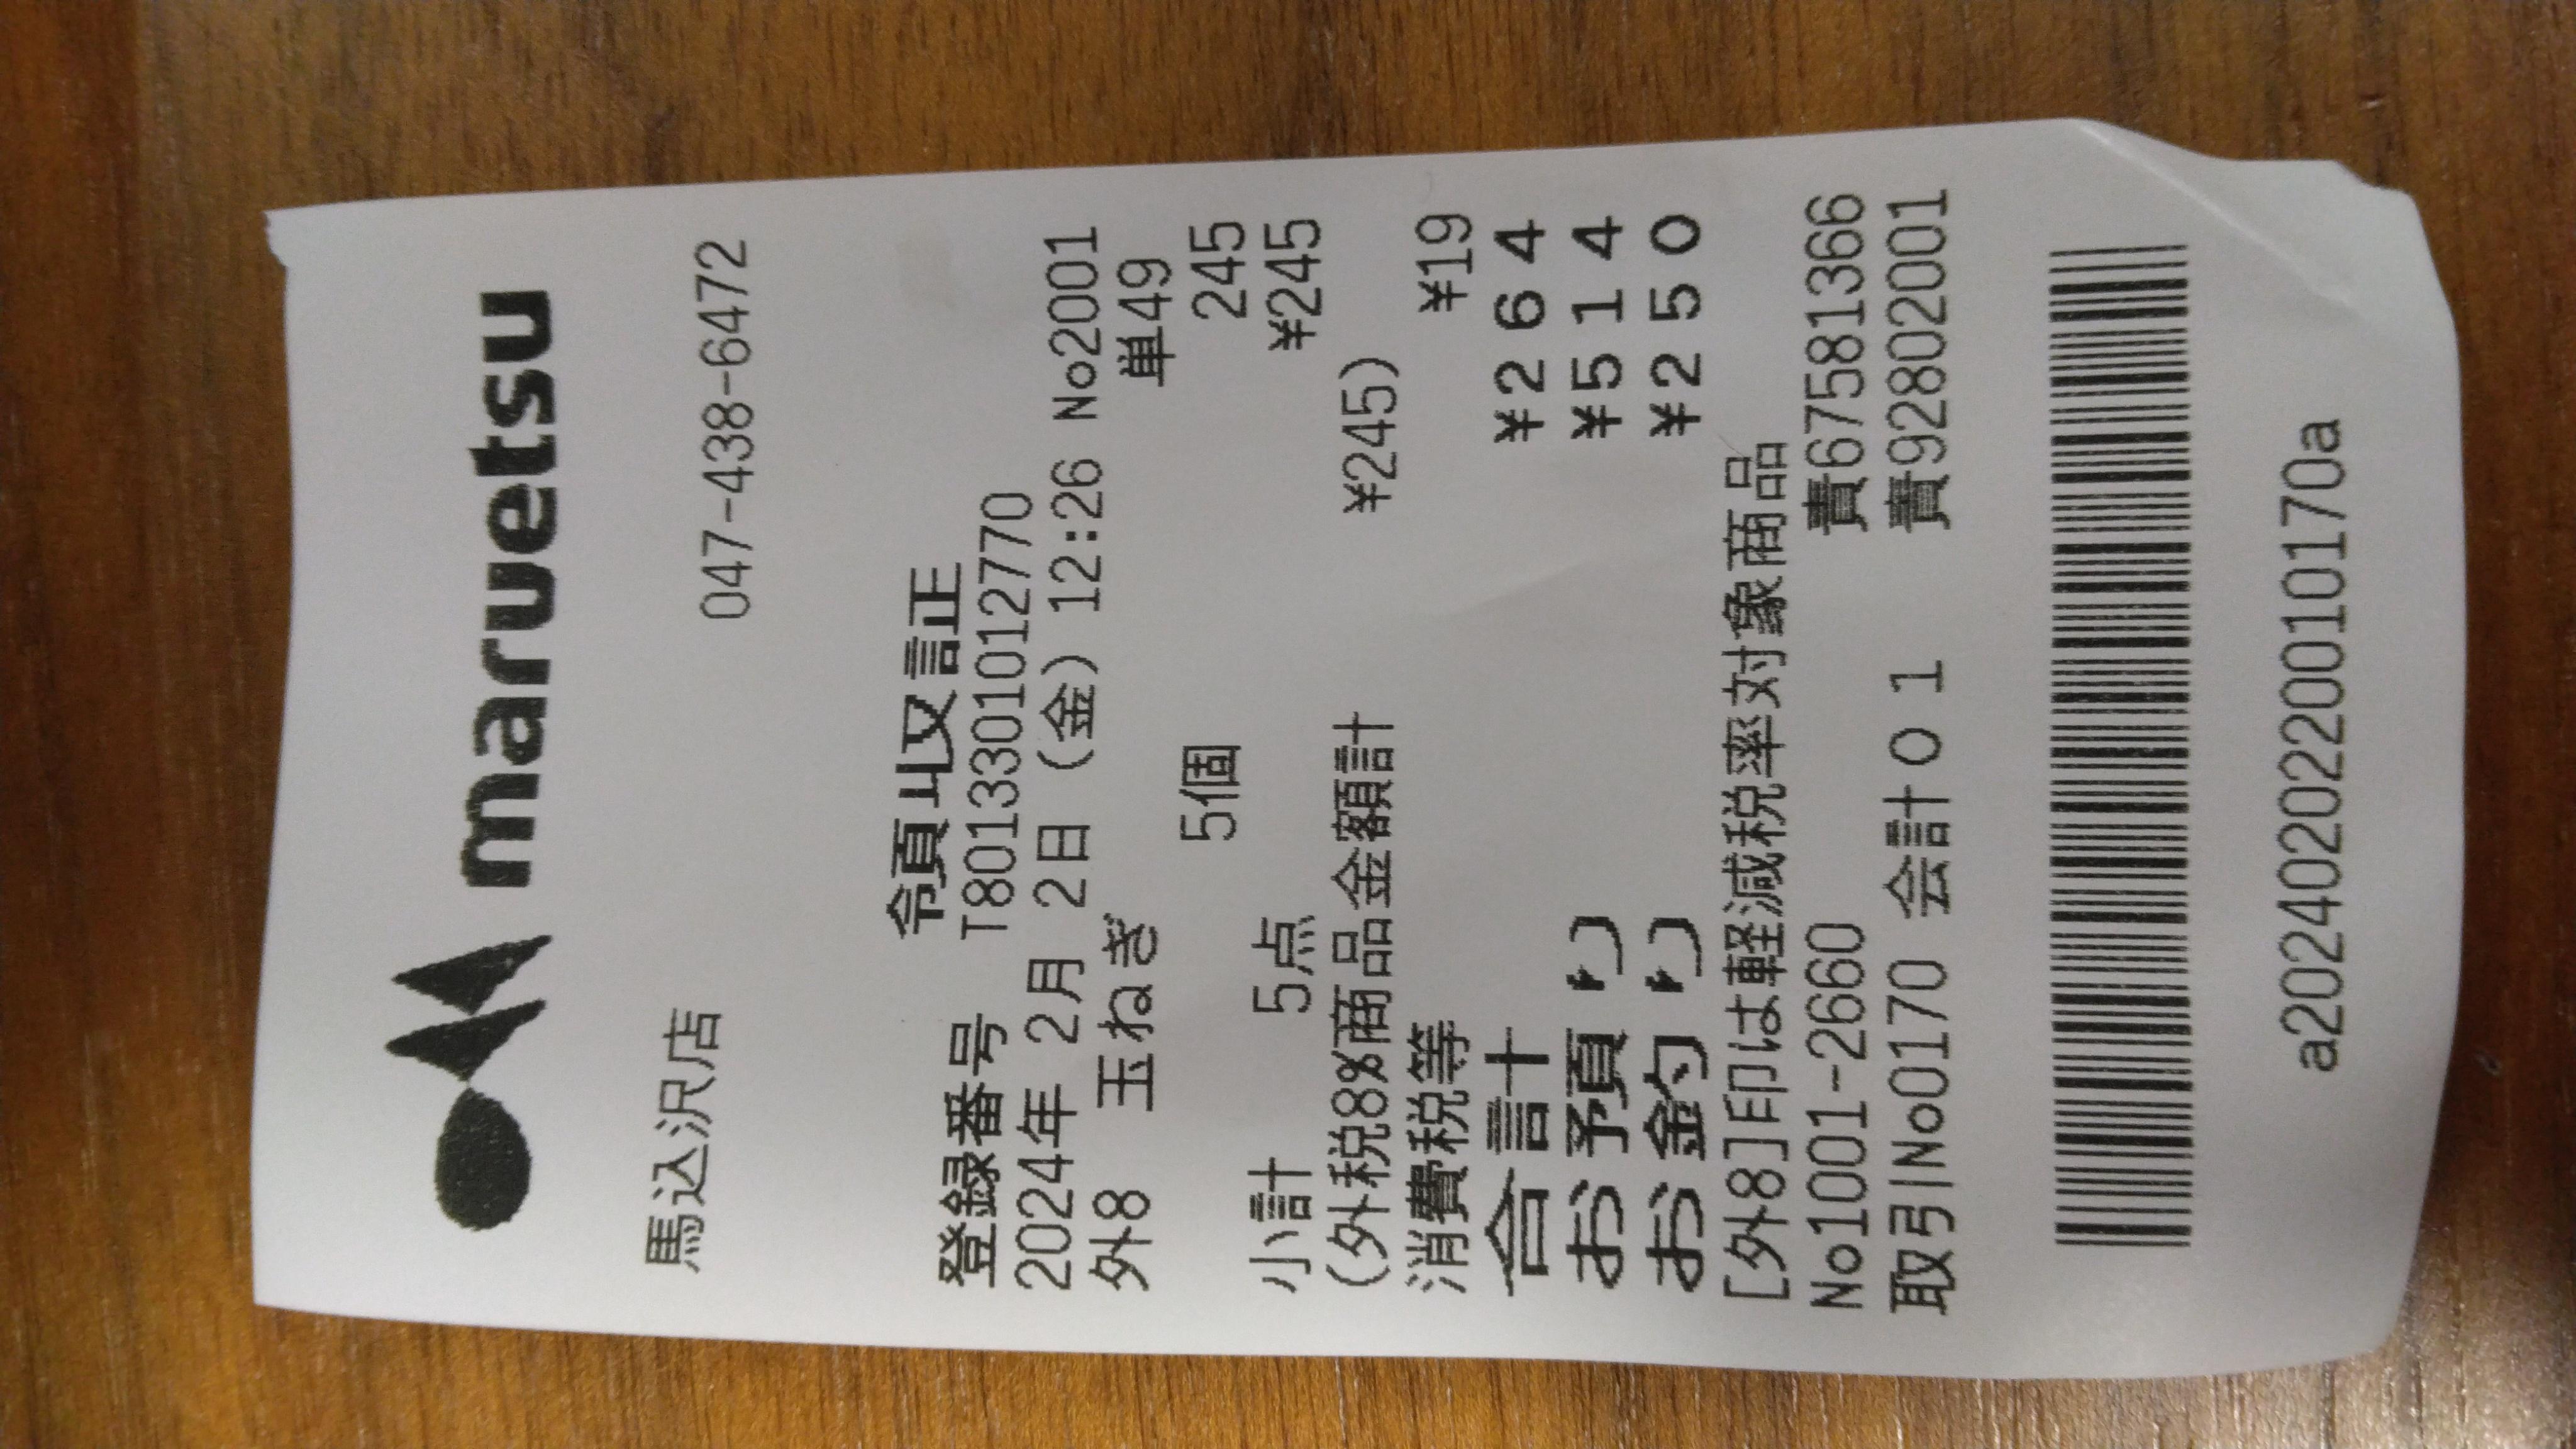 maruetsu
馬込沢店
047-438-6472
領収証
登録番号 T8013301012770
2024年 2月 2日 (金) 12:26 No2001
外8 玉ねぎ 単49
5個 245
小計 5点 ¥245
(外税8%商品金額計 ¥245)
消費税等 ¥19
合計 ¥264
お預り ¥514
お釣り ¥250
[外8]印は軽減税率対象商品
No1001-2660 責67581366
取引No0170 会計01 責92802001
a2024020220010170a